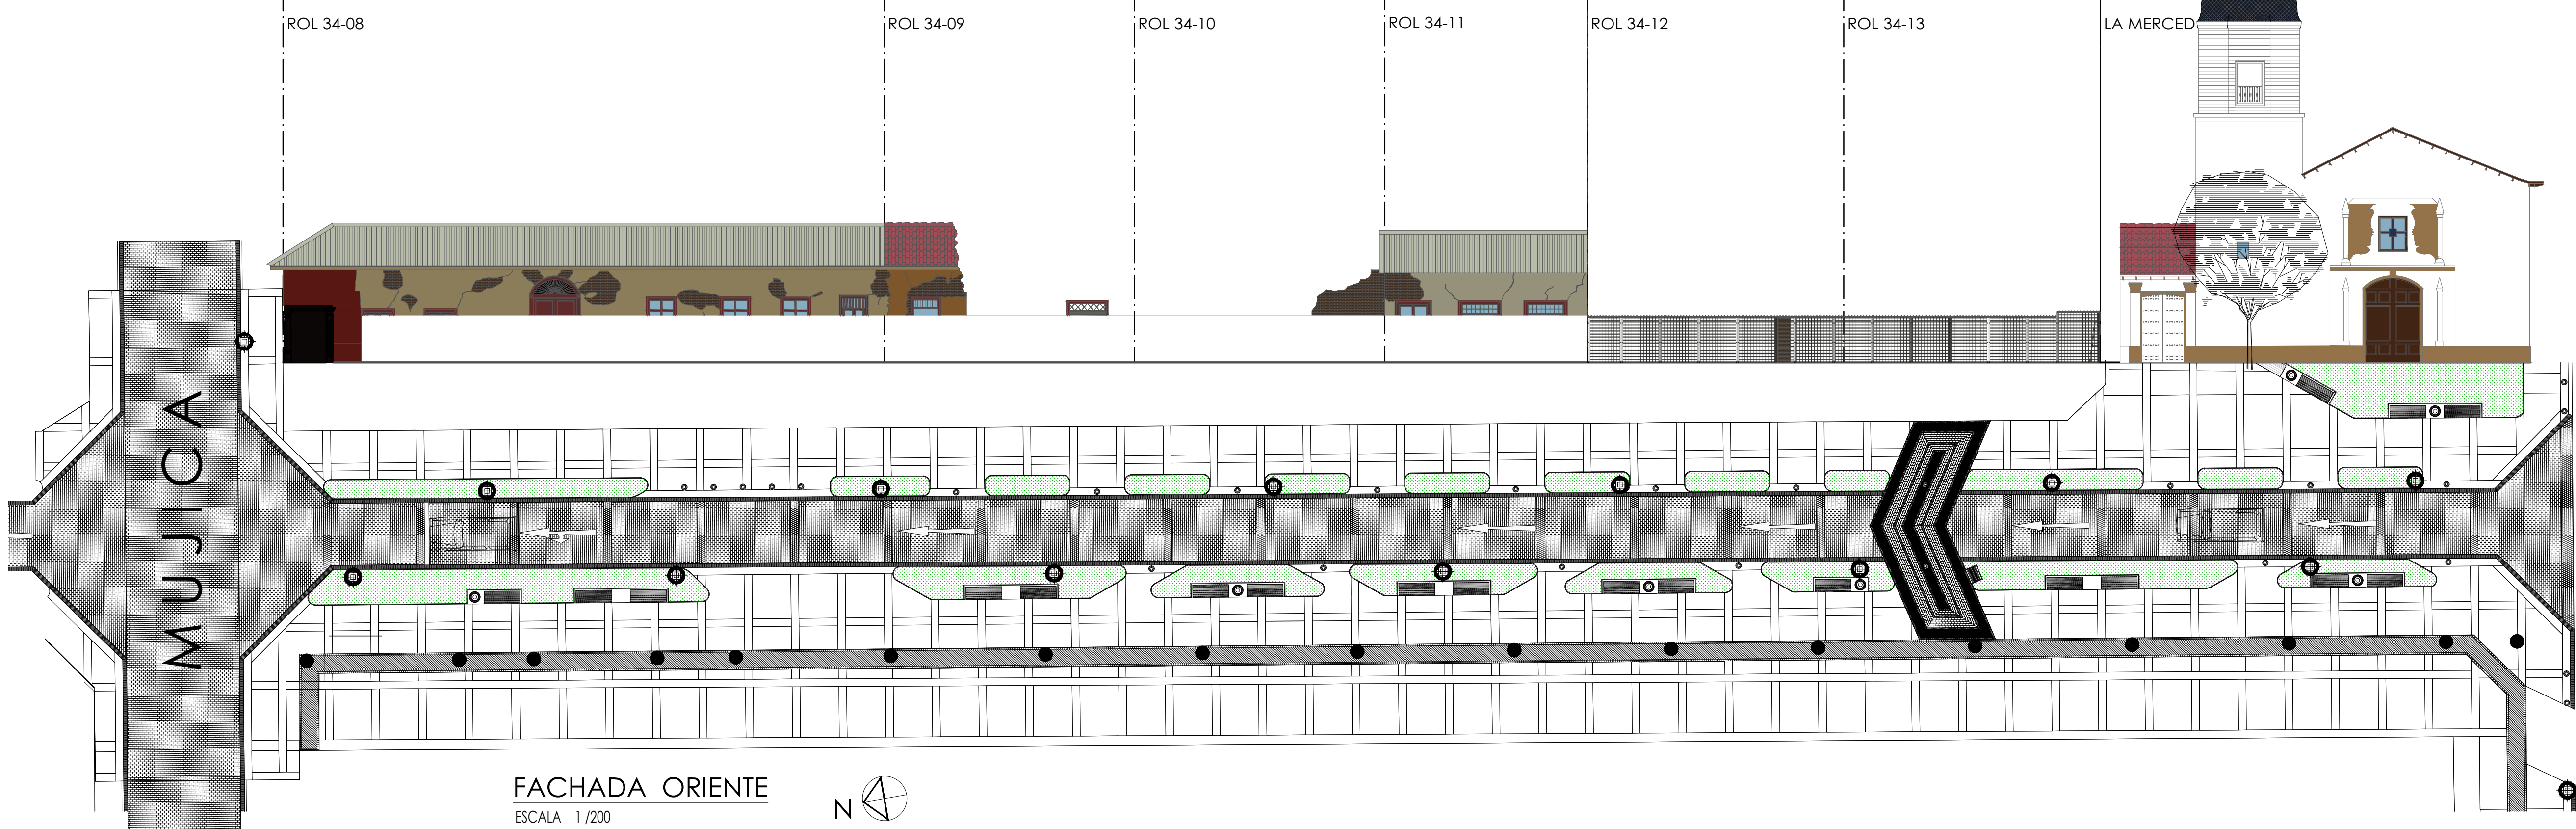 ROL 34-08
ROL 34-09
ROL 34-10
ROL 34-11
ROL 34-12
ROL 34-13
LA MERCED
MUJICA
FACHADA ORIENTE
ESCALA 1 /200
N